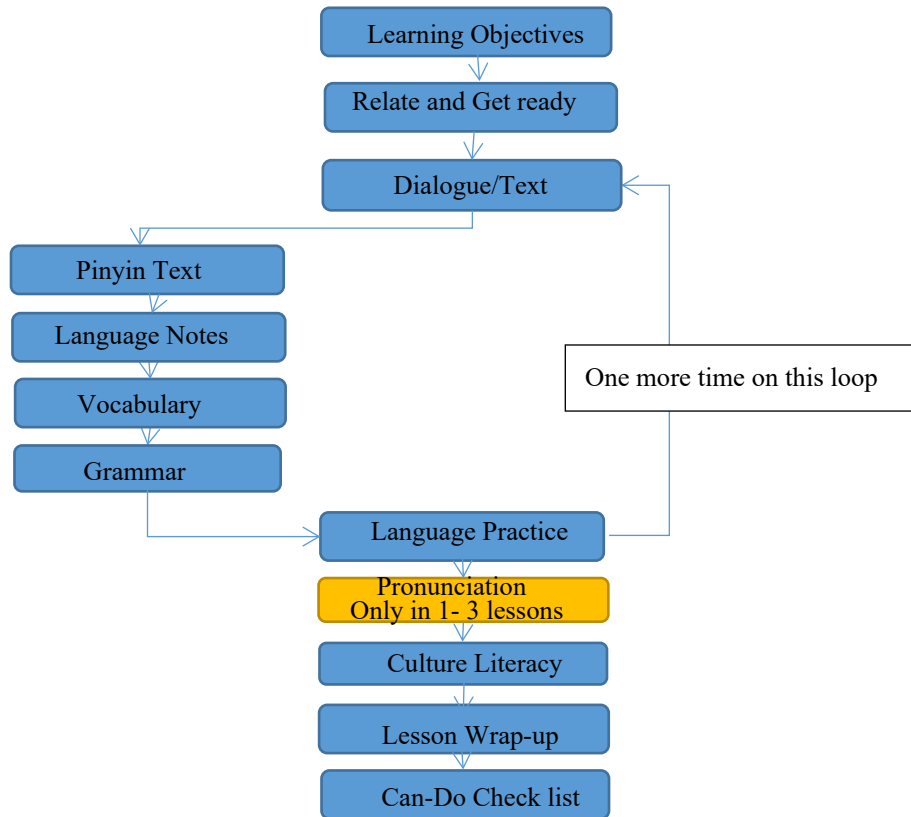 Learning Objectives
Relate and Get ready
Dialogue/Text
Pinyin Text
Language Notes
Vocabulary
Grammar
One more time on this loop
Language Practice
Pronunciation
Only in 1- 3 lessons
Culture Literacy
Lesson Wrap-up
Can-Do Check list